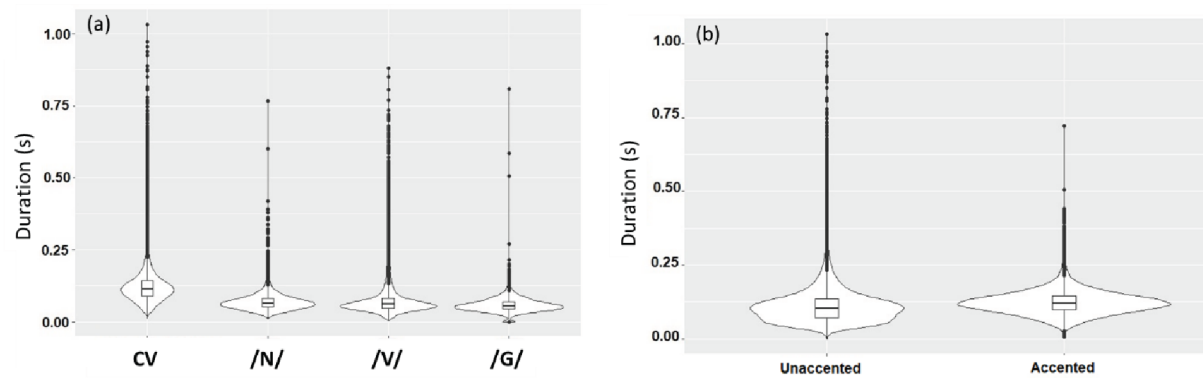 (a)
Duration (s)
1.00
0.75
0.50
0.25
0.00
CV /N/ /V/ /G/
(b)
Duration (s)
1.00
0.75
0.50
0.25
0.00
Unaccented Accented